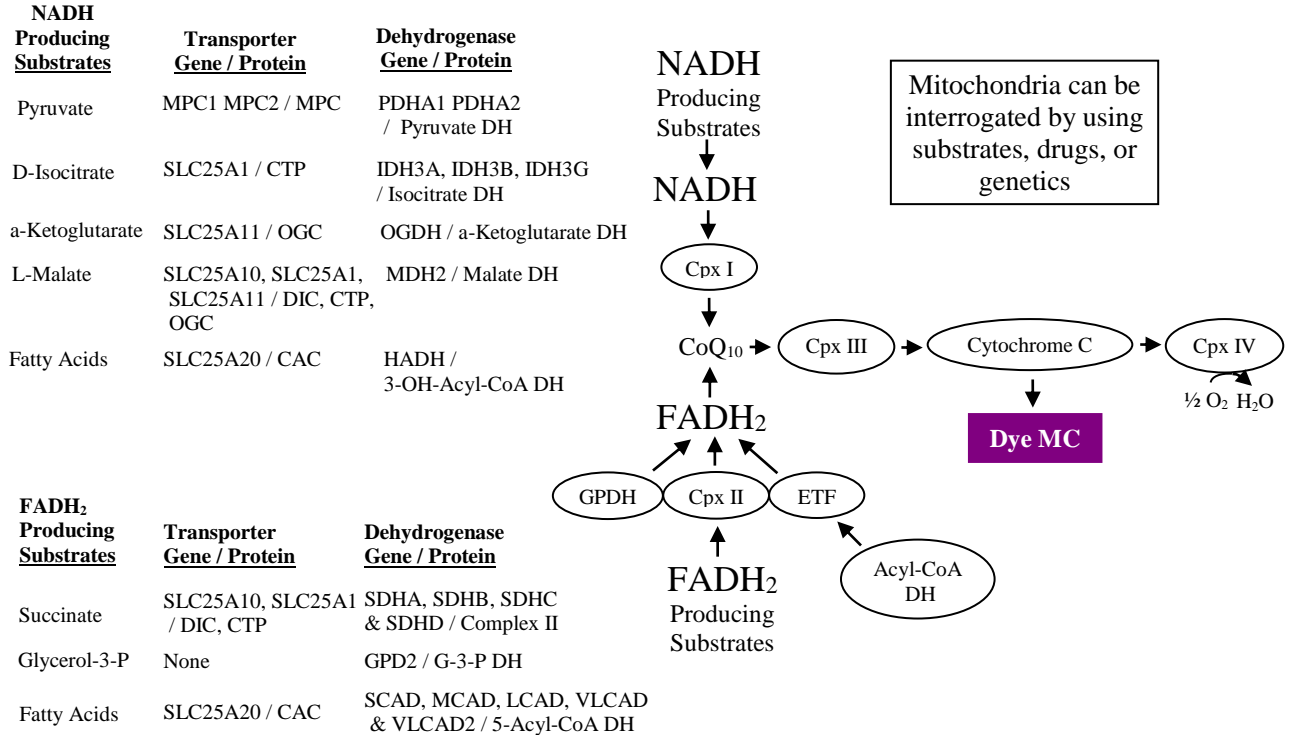 NADH
Producing
Substrates
Transporter
Gene / Protein
Dehydrogenase
Gene / Protein
Pyruvate
MPC1 MPC2 / MPC
PDHA1 PDHA2
/ Pyruvate DH
D-Isocitrate
SLC25A1 / CTP
IDH3A, IDH3B, IDH3G
/ Isocitrate DH
a-Ketoglutarate
SLC25A11 / OGC
OGDH / a-Ketoglutarate DH
L-Malate
SLC25A10, SLC25A1,
SLC25A11 / DIC, CTP,
OGC
MDH2 / Malate DH
Fatty Acids
SLC25A20 / CAC
HADH /
3-OH-Acyl-CoA DH
FADH₂
Producing
Substrates
Transporter
Gene / Protein
Dehydrogenase
Gene / Protein
Succinate
SLC25A10, SLC25A1
/ DIC, CTP
SDHA, SDHB, SDHC
& SDHD / Complex II
Glycerol-3-P
None
GPD2 / G-3-P DH
Fatty Acids
SLC25A20 / CAC
SCAD, MCAD, LCAD, VLCAD
& VLCAD2 / 5-Acyl-CoA DH
NADH
Producing
Substrates
NADH
Cpx I
CoQ₁₀
Cpx III
Cytochrome C
Cpx IV
½ O₂ H₂O
Dye MC
FADH₂
GPDH
Cpx II
ETF
Acyl-CoA
DH
FADH₂
Producing
Substrates
Mitochondria can be
interrogated by using
substrates, drugs, or
genetics